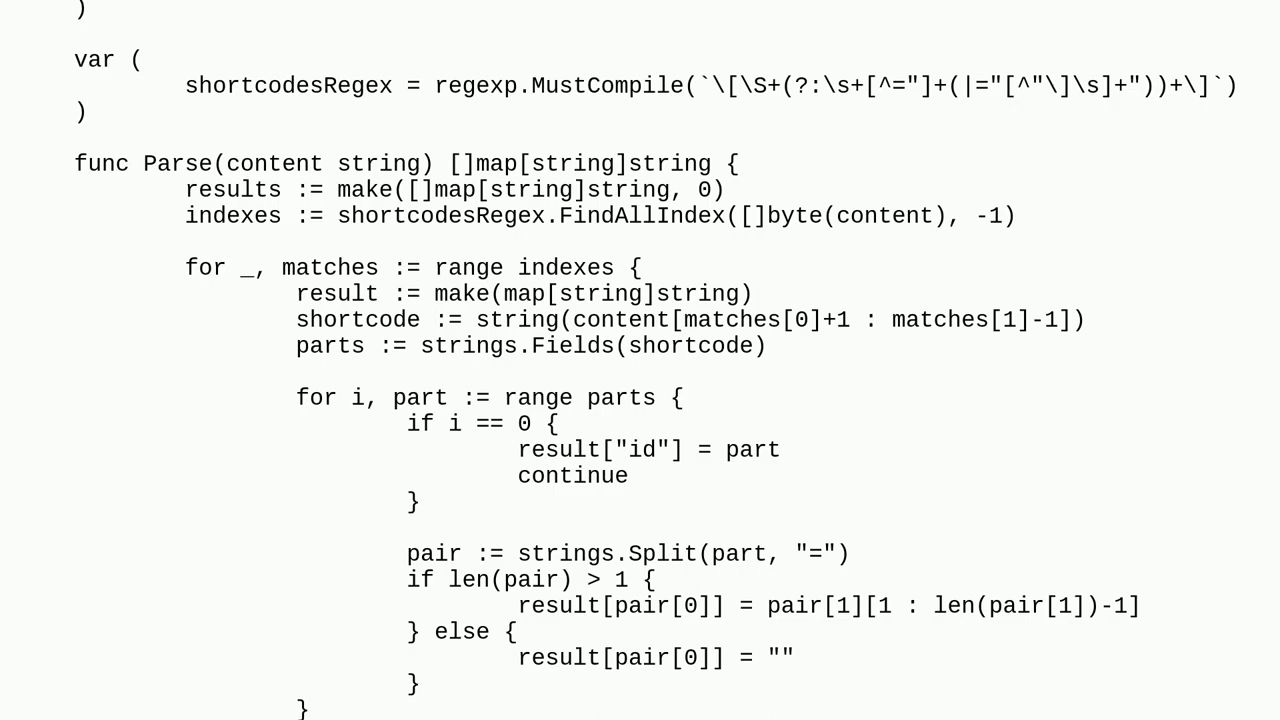 )
var (
shortcodesRegex = regexp.MustCompile(`\[\S+(?:\s+[^="]+(|="[^"\]\s]+"))+\]`)
)
func Parse(content string) []map[string]string {
results := make([]map[string]string, 0)
indexes := shortcodesRegex.FindAllIndex([]byte(content), -1)
for _, matches := range indexes {
result := make(map[string]string)
shortcode := string(content[matches[0]+1 : matches[1]-1])
parts := strings.Fields(shortcode)
for i, part := range parts {
if i == 0 {
result["id"] = part
continue
}
pair := strings.Split(part, "=")
if len(pair) > 1 {
result[pair[0]] = pair[1][1 : len(pair[1])-1]
} else {
result[pair[0]] = ""
}
}